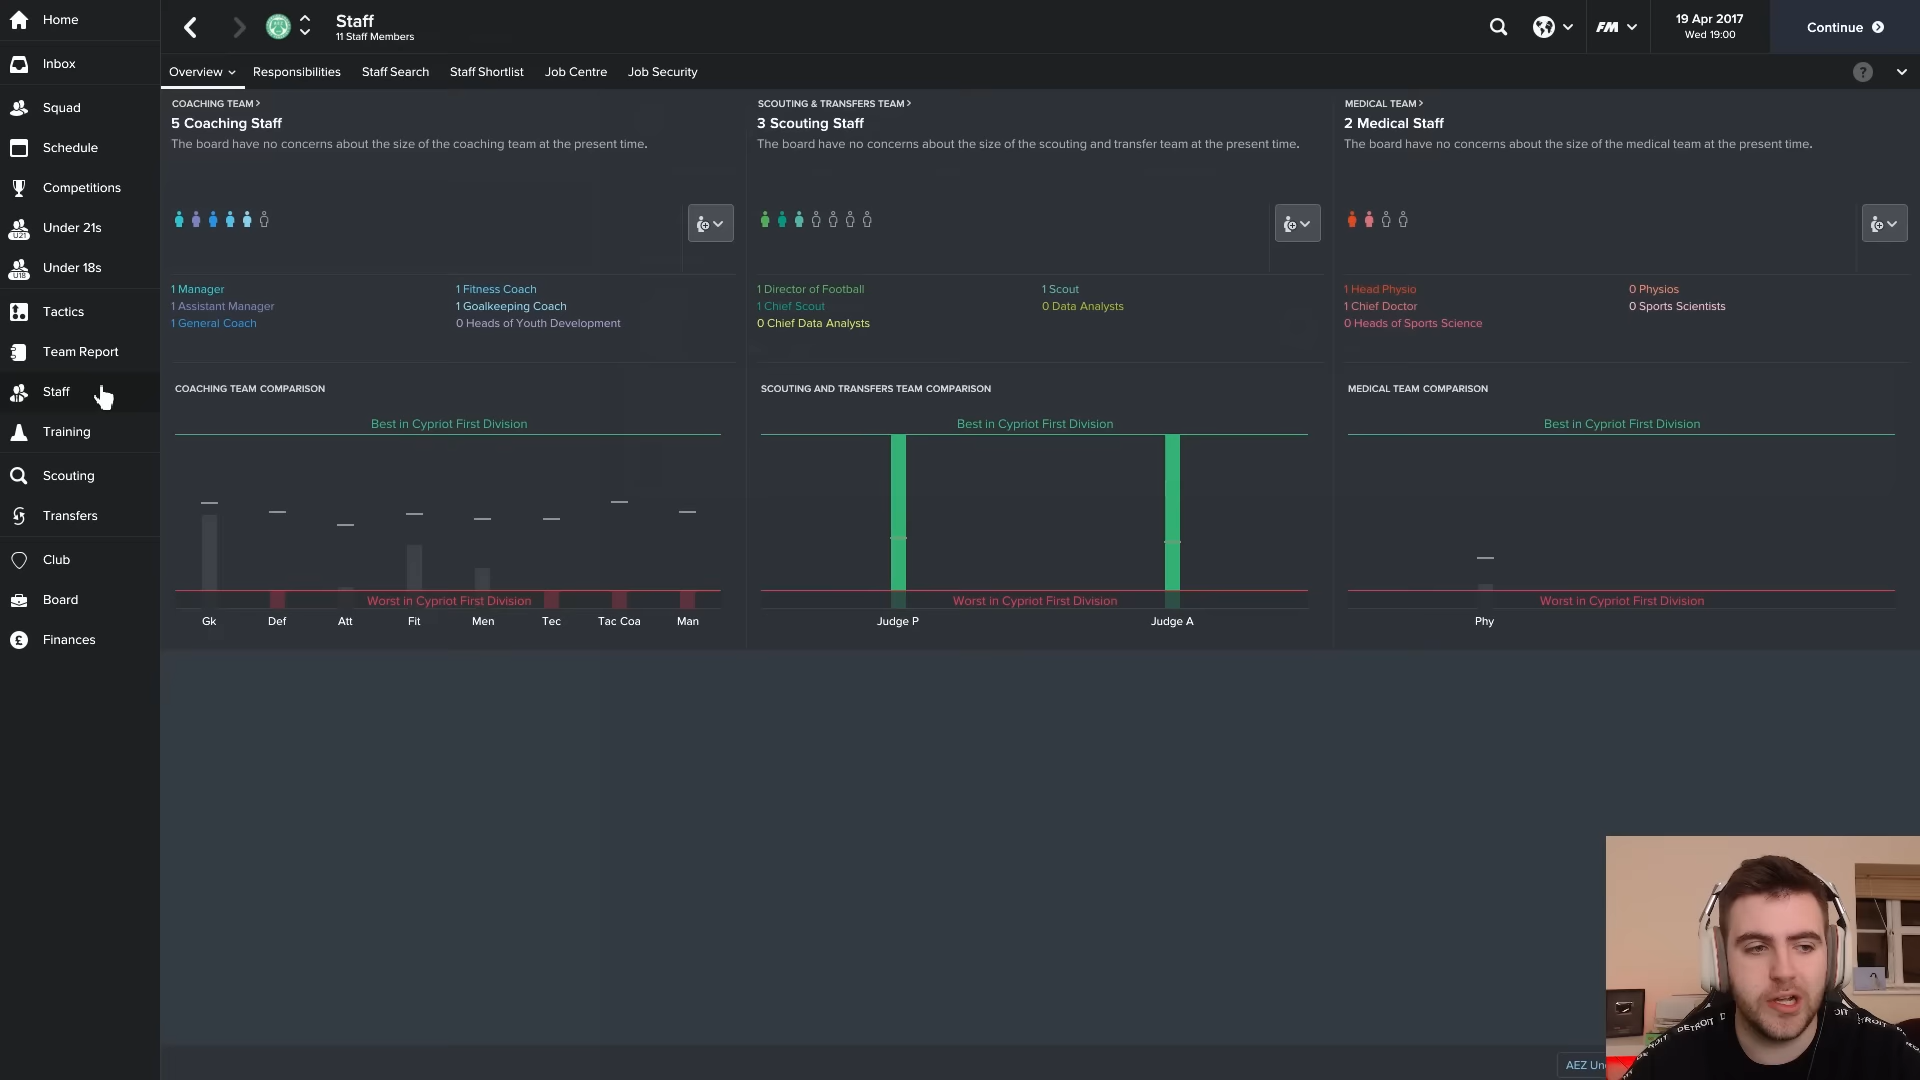 Home
Inbox
Squad
Schedule
Competitions
Under 21s
Under 18s
Tactics
Team Report
Staff
Training
Scouting
Transfers
Club
Board
Finances
U21
U18
Staff
11 Staff Members
FM
19 Apr 2017
Wed 19:00
Continue
Overview
Responsibilities
Staff Search
Staff Shortlist
Job Centre
Job Security
?
COACHING TEAM >
5 Coaching Staff
The board have no concerns about the size of the coaching team at the present time.
1 Manager
1 Assistant Manager
1 General Coach
1 Fitness Coach
1 Goalkeeping Coach
0 Heads of Youth Development
COACHING TEAM COMPARISON
Best in Cypriot First Division
Worst in Cypriot First Division
Gk Def Att Fit Men Tec Tac Coa Man
SCOUTING & TRANSFERS TEAM >
3 Scouting Staff
The board have no concerns about the size of the scouting and transfer team at the present time.
1 Director of Football
1 Chief Scout
0 Chief Data Analysts
1 Scout
0 Data Analysts
SCOUTING AND TRANSFERS TEAM COMPARISON
Best in Cypriot First Division
Worst in Cypriot First Division
Judge P Judge A
MEDICAL TEAM >
2 Medical Staff
The board have no concerns about the size of the medical team at the present time.
1 Head Physio
1 Chief Doctor
0 Heads of Sports Science
0 Physios
0 Sports Scientists
MEDICAL TEAM COMPARISON
Best in Cypriot First Division
Worst in Cypriot First Division
Phy
DETROIT
AEZ